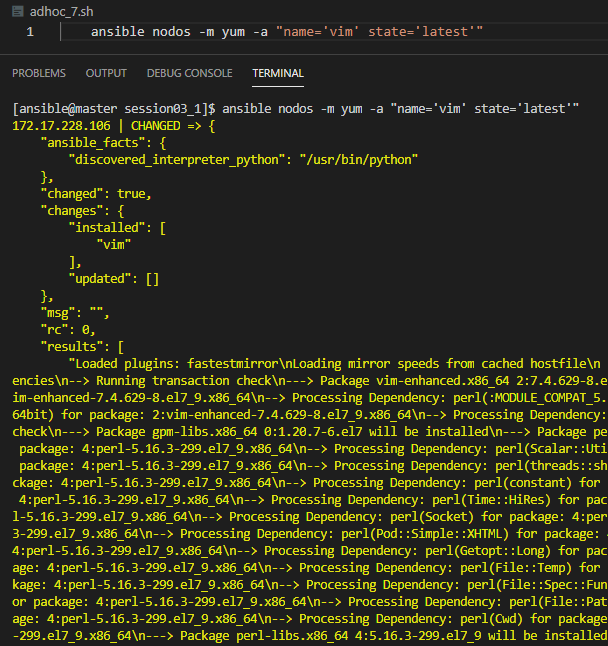 adhoc_7.sh
1 ansible nodos -m yum -a "name='vim' state='latest'"
PROBLEMS OUTPUT DEBUG CONSOLE TERMINAL
[ansible@master session03_1]$ ansible nodos -m yum -a "name='vim' state='latest'"
172.17.228.106 | CHANGED => {
"ansible_facts": {
"discovered_interpreter_python": "/usr/bin/python"
},
"changed": true,
"changes": {
"installed": [
"vim"
],
"updated": []
},
"msg": "",
"rc": 0,
"results": [
"Loaded plugins: fastestmirror\nLoading mirror speeds from cached hostfile\n
encies\n--> Running transaction check\n---> Package vim-enhanced.x86_64 2:7.4.629-8.e
im-enhanced-7.4.629-8.el7_9.x86_64\n--> Processing Dependency: perl(:MODULE_COMPAT_5.
64bit) for package: 2:vim-enhanced-7.4.629-8.el7_9.x86_64\n--> Processing Dependency:
check\n---> Package gpm-libs.x86_64 0:1.20.7-6.el7 will be installed\n---> Package pe
package: 4:perl-5.16.3-299.el7_9.x86_64\n--> Processing Dependency: perl(Scalar::Uti
package: 4:perl-5.16.3-299.el7_9.x86_64\n--> Processing Dependency: perl(threads::sh
ckage: 4:perl-5.16.3-299.el7_9.x86_64\n--> Processing Dependency: perl(constant) for
4:perl-5.16.3-299.el7_9.x86_64\n--> Processing Dependency: perl(Time::HiRes) for pac
l-5.16.3-299.el7_9.x86_64\n--> Processing Dependency: perl(Socket) for package: 4:per
3-299.el7_9.x86_64\n--> Processing Dependency: perl(Pod::Simple::XHTML) for package: 
4:perl-5.16.3-299.el7_9.x86_64\n--> Processing Dependency: perl(Getopt::Long) for pac
age: 4:perl-5.16.3-299.el7_9.x86_64\n--> Processing Dependency: perl(File::Temp) for
kage: 4:perl-5.16.3-299.el7_9.x86_64\n--> Processing Dependency: perl(File::Spec::Fun
or package: 4:perl-5.16.3-299.el7_9.x86_64\n--> Processing Dependency: perl(File::Pat
age: 4:perl-5.16.3-299.el7_9.x86_64\n--> Processing Dependency: perl(Cwd) for package
-299.el7_9.x86_64\n---> Package perl-libs.x86_64 4:5.16.3-299.el7_9 will be installed